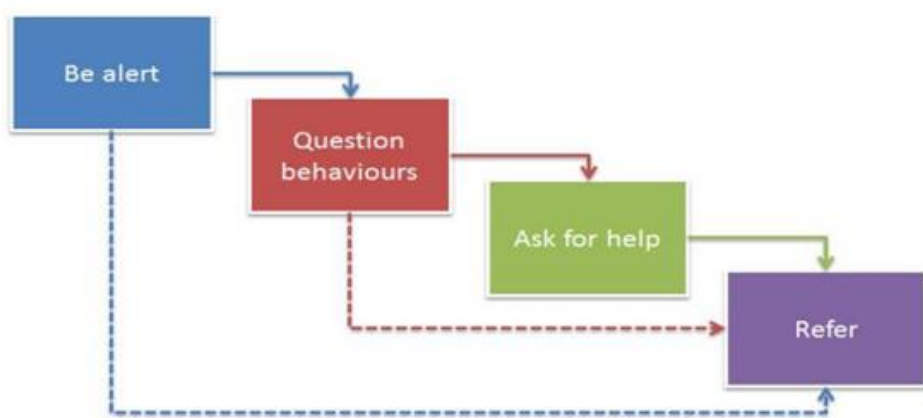 Be alert
Question
behaviours
Ask for help
Refer